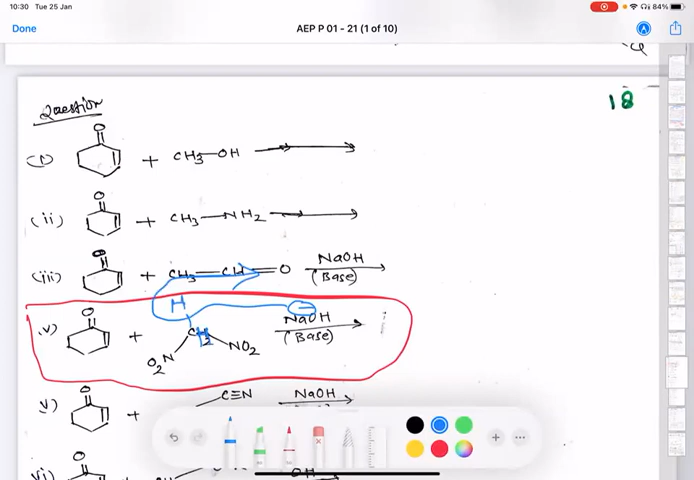 10:30 Tue 25 Jan
84%
Done
AEP P 01 - 21 (1 of 10)
18
Question
(i) O + CH3-OH
(ii) O + CH3-NH2
(iii) O + CH3-CH=O NaOH (Base)
(v) O + H CH2 O2N NO2 NaOH (Base)
v) O + C≡N NaOH
vi)